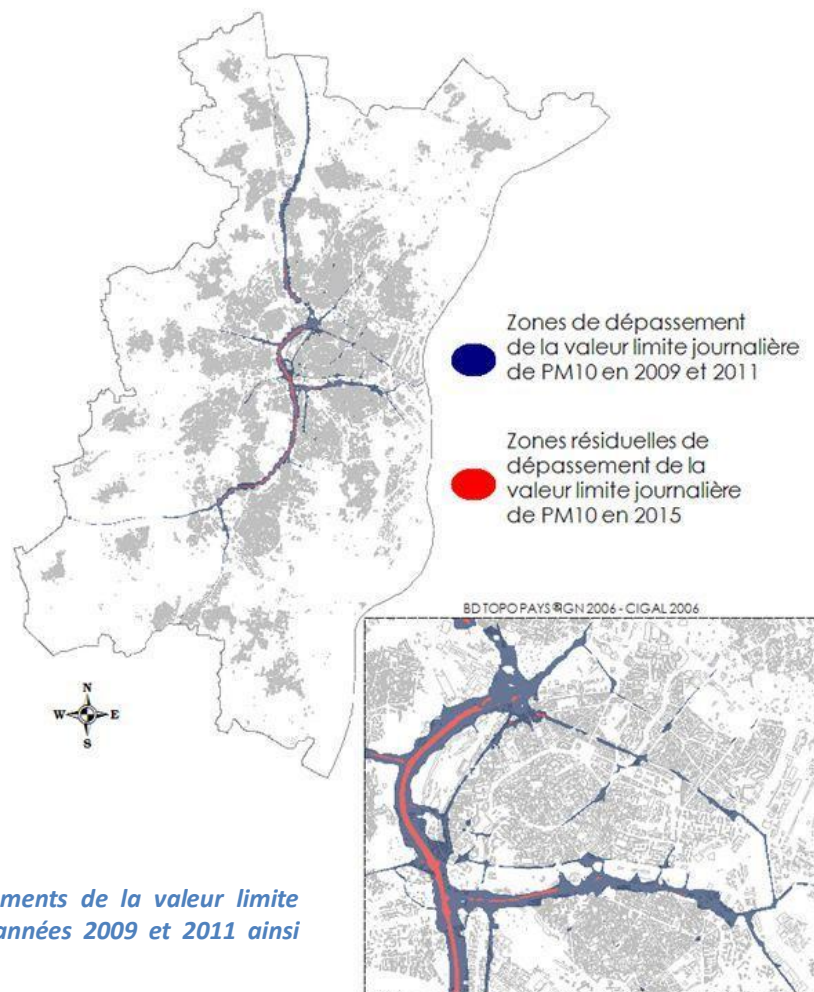 Zones de dépassement
de la valeur limite journalière
de PM10 en 2009 et 2011
Zones résiduelles de
dépassement de la
valeur limite journalière
de PM10 en 2015
BD TOPO PAYS ®IGN 2006 - CIGAL 2006
N
W E
S
ments de la valeur limite
années 2009 et 2011 ainsi